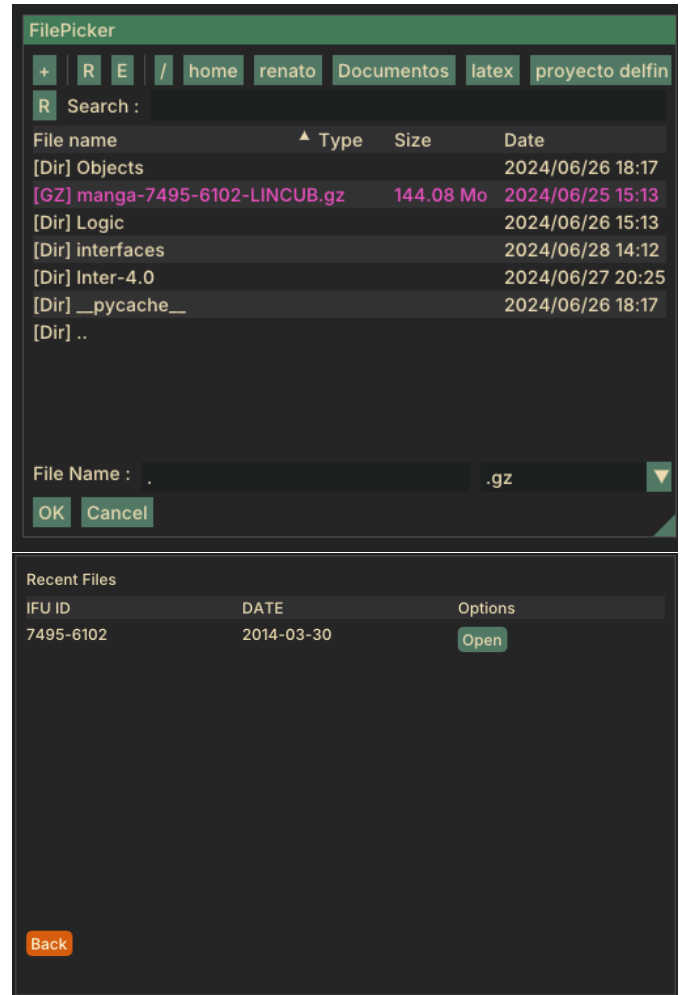 FilePicker
+ R E / home renato Documentos latex proyecto delfin
R Search :
File name Type Size Date
[Dir] Objects 2024/06/26 18:17
[GZ] manga-7495-6102-LINCUB.gz 144.08 Mo 2024/06/25 15:13
[Dir] Logic 2024/06/26 15:13
[Dir] interfaces 2024/06/28 14:12
[Dir] Inter-4.0 2024/06/27 20:25
[Dir] __pycache__ 2024/06/26 18:17
[Dir] ..
File Name : . .gz
OK Cancel
Recent Files
IFU ID DATE Options
7495-6102 2014-03-30 Open
Back